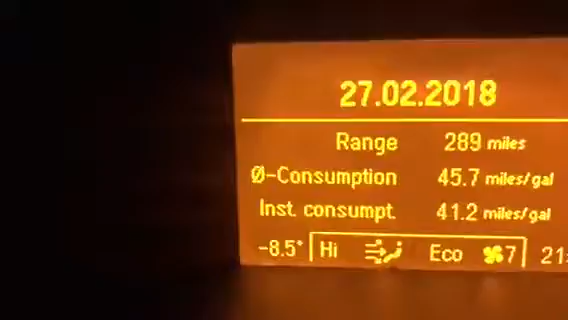 27.02.2018
Range 289 miles
Ø-Consumption 45.7 miles/gal
Inst. consumpt. 41.2 miles/gal
-8.5° Hi Eco 7 21: